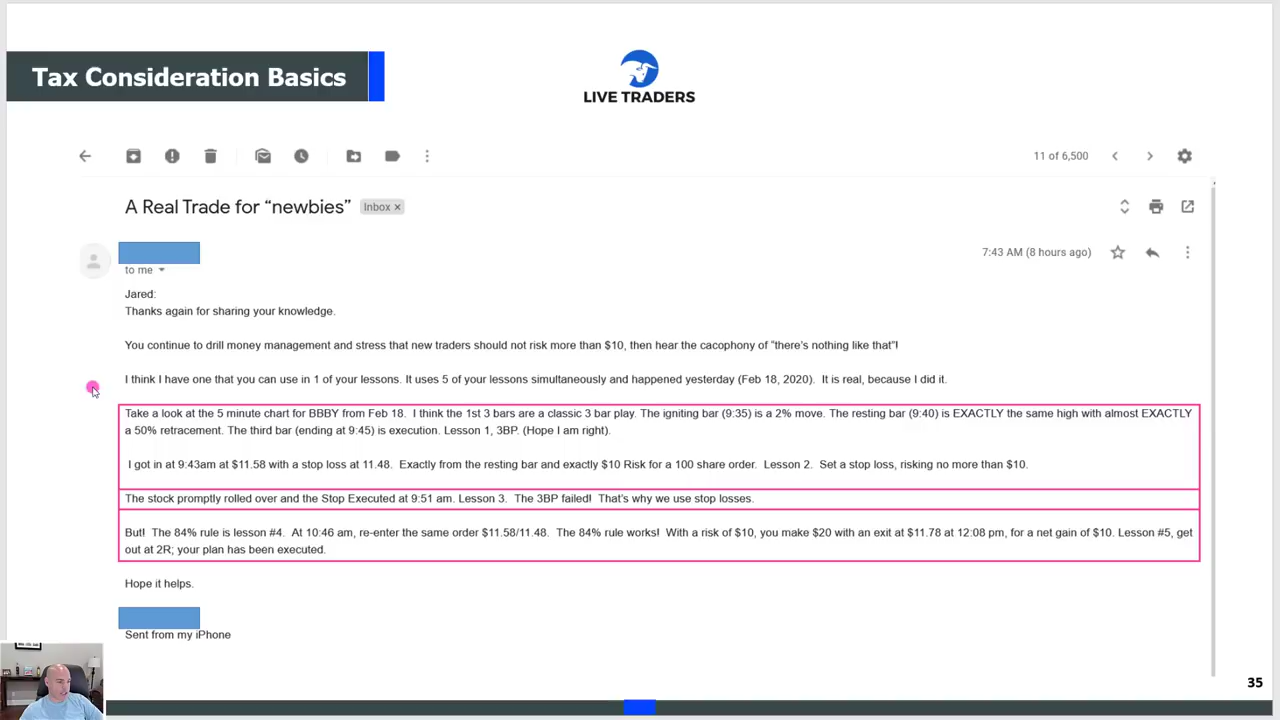 Tax Consideration Basics
LIVE TRADERS
11 of 6,500
A Real Trade for “newbies”
Inbox ×
7:43 AM (8 hours ago)
to me
Jared:
Thanks again for sharing your knowledge.
You continue to drill money management and stress that new traders should not risk more than $10, then hear the cacophony of "there's nothing like that"!
I think I have one that you can use in 1 of your lessons. It uses 5 of your lessons simultaneously and happened yesterday (Feb 18, 2020). It is real, because I did it.
Take a look at the 5 minute chart for BBBY from Feb 18. I think the 1st 3 bars are a classic 3 bar play. The igniting bar (9:35) is a 2% move. The resting bar (9:40) is EXACTLY the same high with almost EXACTLY
a 50% retracement. The third bar (ending at 9:45) is execution. Lesson 1, 3BP. (Hope I am right).
I got in at 9:43am at $11.58 with a stop loss at 11.48. Exactly from the resting bar and exactly $10 Risk for a 100 share order. Lesson 2. Set a stop loss, risking no more than $10.
The stock promptly rolled over and the Stop Executed at 9:51 am. Lesson 3. The 3BP failed! That's why we use stop losses.
But! The 84% rule is lesson #4. At 10:46 am, re-enter the same order $11.58/11.48. The 84% rule works! With a risk of $10, you make $20 with an exit at $11.78 at 12:08 pm, for a net gain of $10. Lesson #5, get
out at 2R; your plan has been executed.
Hope it helps.
Sent from my iPhone
35